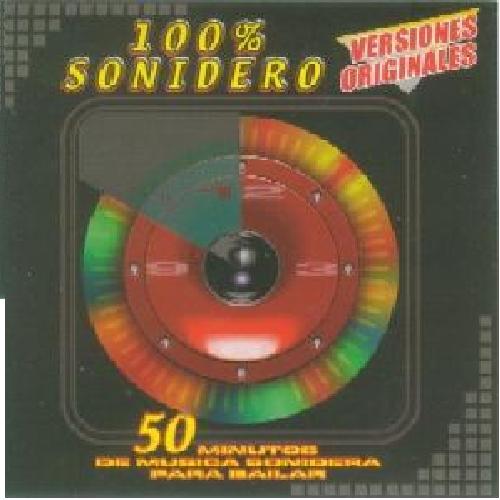 100%
SONIDERO
VERSIONES
ORIGINALES
50 MINUTOS
DE MUSICA SONIDERA
PARA BAILAR